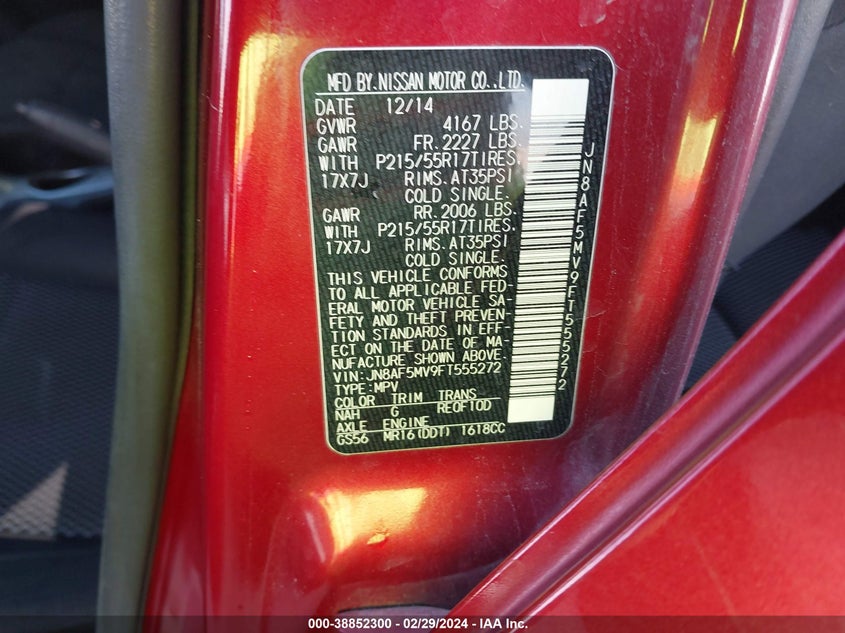 MFD BY.NISSAN MOTOR CO.,LTD.
DATE 12/14
GVWR 4167 LBS.
GAWR FR.2227 LBS.
WITH P215/55R17TIRES,
17X7J RIMS.AT35PSI
COLD SINGLE.
GAWR RR.2006 LBS.
WITH P215/55R17TIRES,
17X7J RIMS.AT35PSI
COLD SINGLE.
THIS VEHICLE CONFORMS
TO ALL APPLICABLE FED-
ERAL MOTOR VEHICLE SA-
FETY AND THEFT PREVEN-
TION STANDARDS IN EFF-
ECT ON THE DATE OF MA-
NUFACTURE SHOWN ABOVE.
VIN:JN8AF5MV9FT555272
TYPE:MPV
COLOR TRIM TRANS
NAH G REOF10D
AXLE ENGINE
GS56 MR16(DDT) 1618CC
JN8AF5MV9FT555272
000-38852300 - 02/29/2024 - IAA Inc.